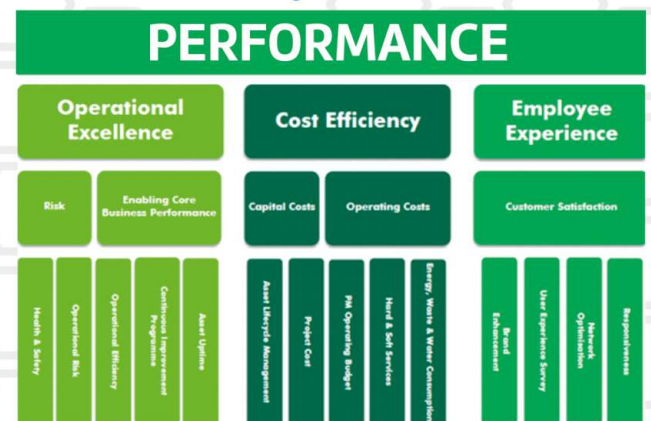 PERFORMANCE
Operational
Excellence
Cost Efficiency
Employee
Experience
Risk
Enabling Core
Business Performance
Capital Costs
Operating Costs
Customer Satisfaction
Health & Safety
Operational Risk
Operational Efficiency
Continuous Improvement
Programme
Asset Uptime
Asset Lifecycle Management
Project Cost
PM Operating Budget
Hard & Soft Services
Energy, Waste & Water Consumption
Brand
Enhancement
User Experience Survey
Network
Optimisation
Responsiveness